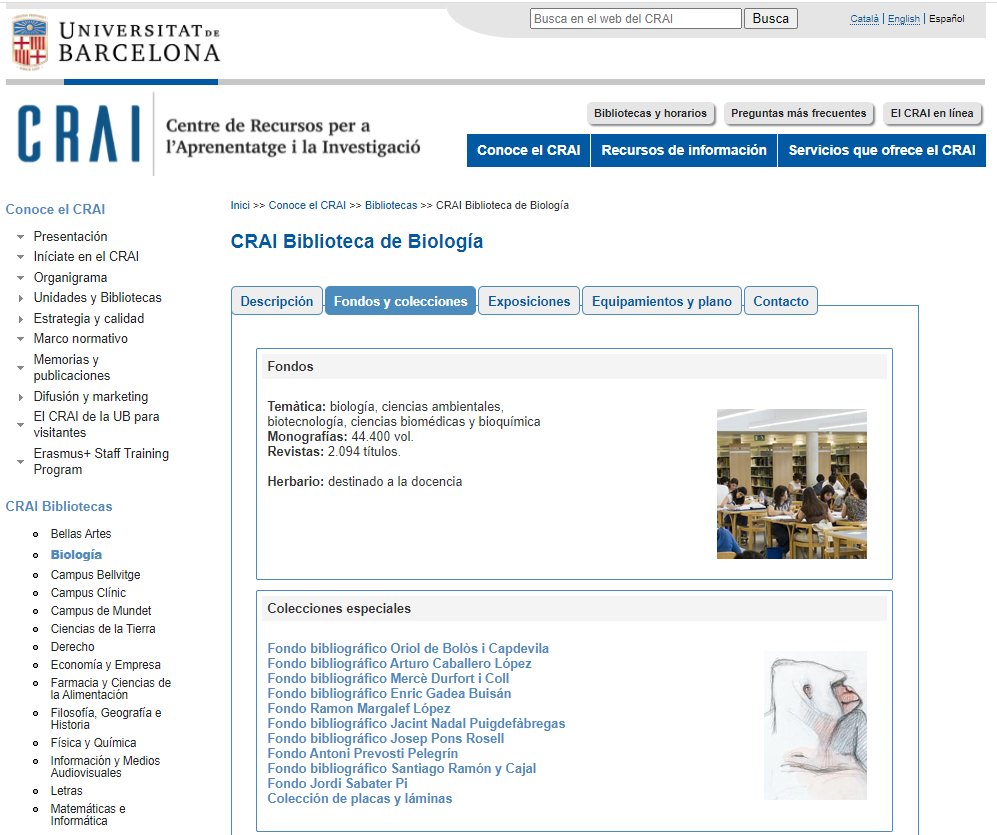 UNIVERSITAT DE
BARCELONA
Busca en el web del CRAI
Busca
Català | English | Español
CRAI
Centre de Recursos per a
l'Aprenentatge i la Investigació
Bibliotecas y horarios
Preguntas más frecuentes
El CRAI en línea
Conoce el CRAI
Recursos de información
Servicios que ofrece el CRAI
Conoce el CRAI
Presentación
Iníciate en el CRAI
Organigrama
Unidades y Bibliotecas
Estrategia y calidad
Marco normativo
Memorias y
publicaciones
Difusión y marketing
El CRAI de la UB para
visitantes
Erasmus+ Staff Training
Program
CRAI Bibliotecas
Bellas Artes
Biología
Campus Bellvitge
Campus Clínic
Campus de Mundet
Ciencias de la Tierra
Derecho
Economía y Empresa
Farmacia y Ciencias de
la Alimentación
Filosofía, Geografía e
Historia
Física y Química
Información y Medios
Audiovisuales
Letras
Matemáticas e
Informática
Inici >> Conoce el CRAI >> Bibliotecas >> CRAI Biblioteca de Biología
CRAI Biblioteca de Biología
Descripción
Fondos y colecciones
Exposiciones
Equipamientos y plano
Contacto
Fondos
Temàtica: biología, ciencias ambientales,
biotecnología, ciencias biomédicas y bioquímica
Monografías: 44.400 vol.
Revistas: 2.094 títulos.
Herbario: destinado a la docencia
Colecciones especiales
Fondo bibliográfico Oriol de Bolòs i Capdevila
Fondo bibliográfico Arturo Caballero López
Fondo bibliográfico Mercè Durfort i Coll
Fondo bibliográfico Enric Gadea Buisán
Fondo Ramon Margalef López
Fondo bibliográfico Jacint Nadal Puigdefàbregas
Fondo bibliográfico Josep Pons Rosell
Fondo Antoni Prevosti Pelegrín
Fondo bibliográfico Santiago Ramón y Cajal
Fondo Jordi Sabater Pi
Colección de placas y láminas